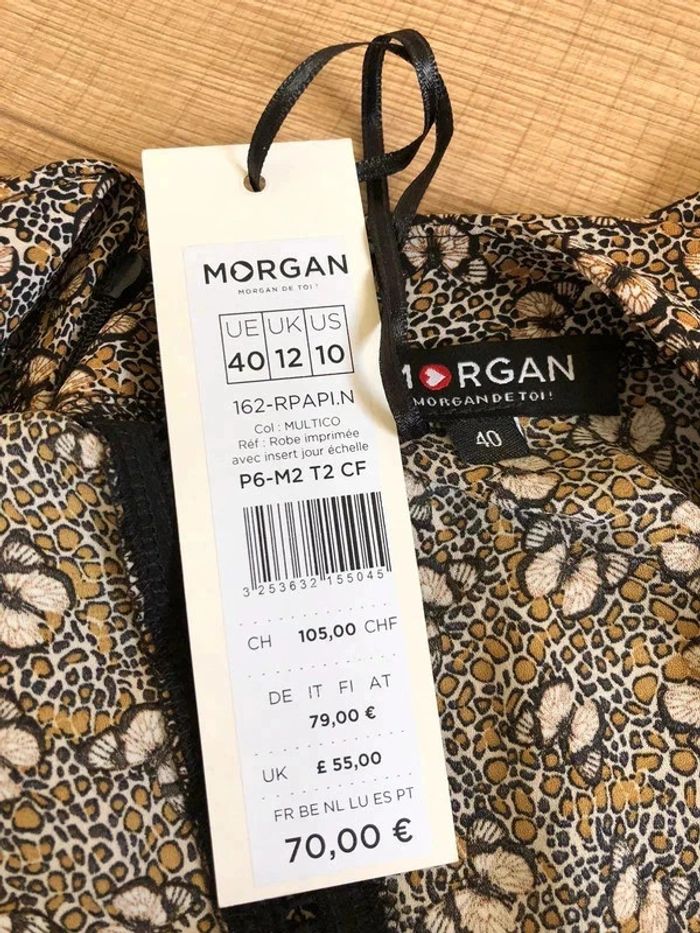 MORGAN
MORGAN DE TOI !
UE UK US
40 12 10
162-RPAPI.N
Col : MULTICO
Réf : Robe imprimée
avec insert jour échelle
P6-M2 T2 CF
3 253632 155045
CH 105,00 CHF
DE IT FI AT
79,00 €
UK £ 55,00
FR BE NL LU ES PT
70,00 €
MORGAN
MORGAN DE TOI !
40